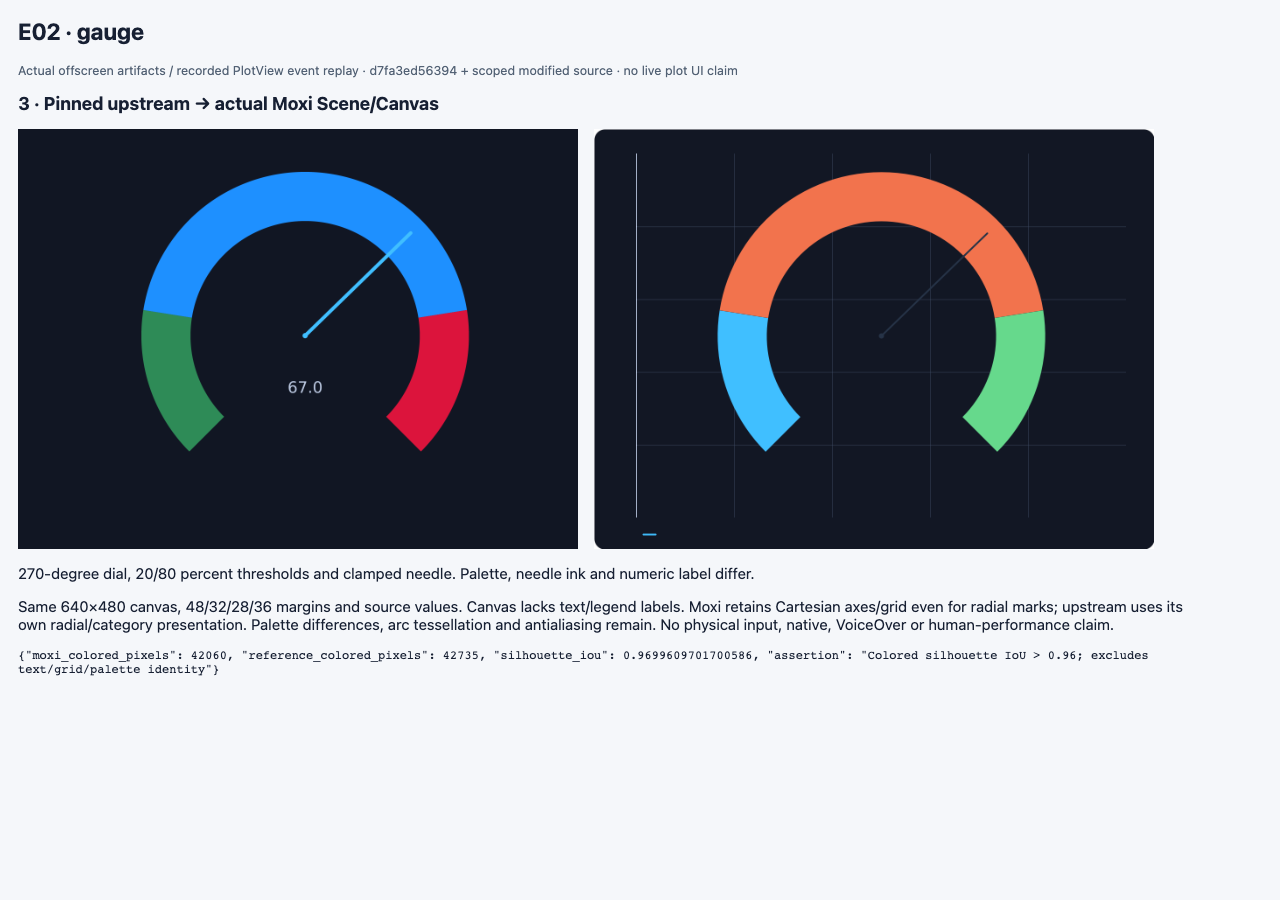 E02 · gauge
Actual offscreen artifacts / recorded PlotView event replay · d7fa3ed56394 + scoped modified source · no live plot UI claim
3 · Pinned upstream → actual Moxi Scene/Canvas
67.0
270-degree dial, 20/80 percent thresholds and clamped needle. Palette, needle ink and numeric label differ.
Same 640×480 canvas, 48/32/28/36 margins and source values. Canvas lacks text/legend labels. Moxi retains Cartesian axes/grid even for radial marks; upstream uses its
own radial/category presentation. Palette differences, arc tessellation and antialiasing remain. No physical input, native, VoiceOver or human-performance claim.
{"moxi_colored_pixels": 42060, "reference_colored_pixels": 42735, "silhouette_iou": 0.9699609701700586, "assertion": "Colored silhouette IoU > 0.96; excludes
text/grid/palette identity"}